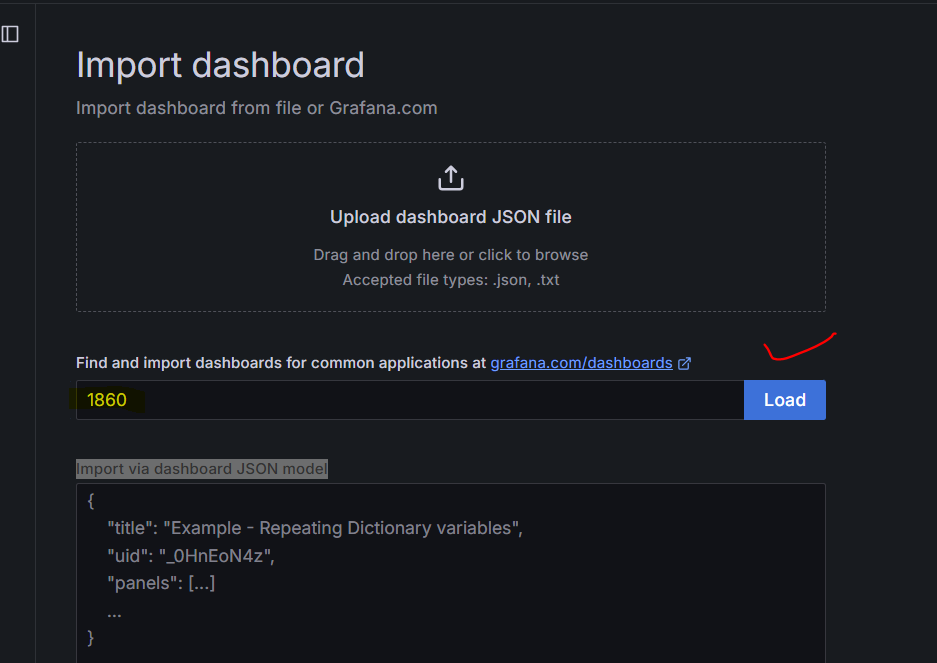 Import dashboard
Import dashboard from file or Grafana.com
Upload dashboard JSON file
Drag and drop here or click to browse
Accepted file types: .json, .txt
Find and import dashboards for common applications at grafana.com/dashboards
1860
Load
Import via dashboard JSON model
{
"title": "Example - Repeating Dictionary variables",
"uid": "_0HnEoN4z",
"panels": [...]
...
}